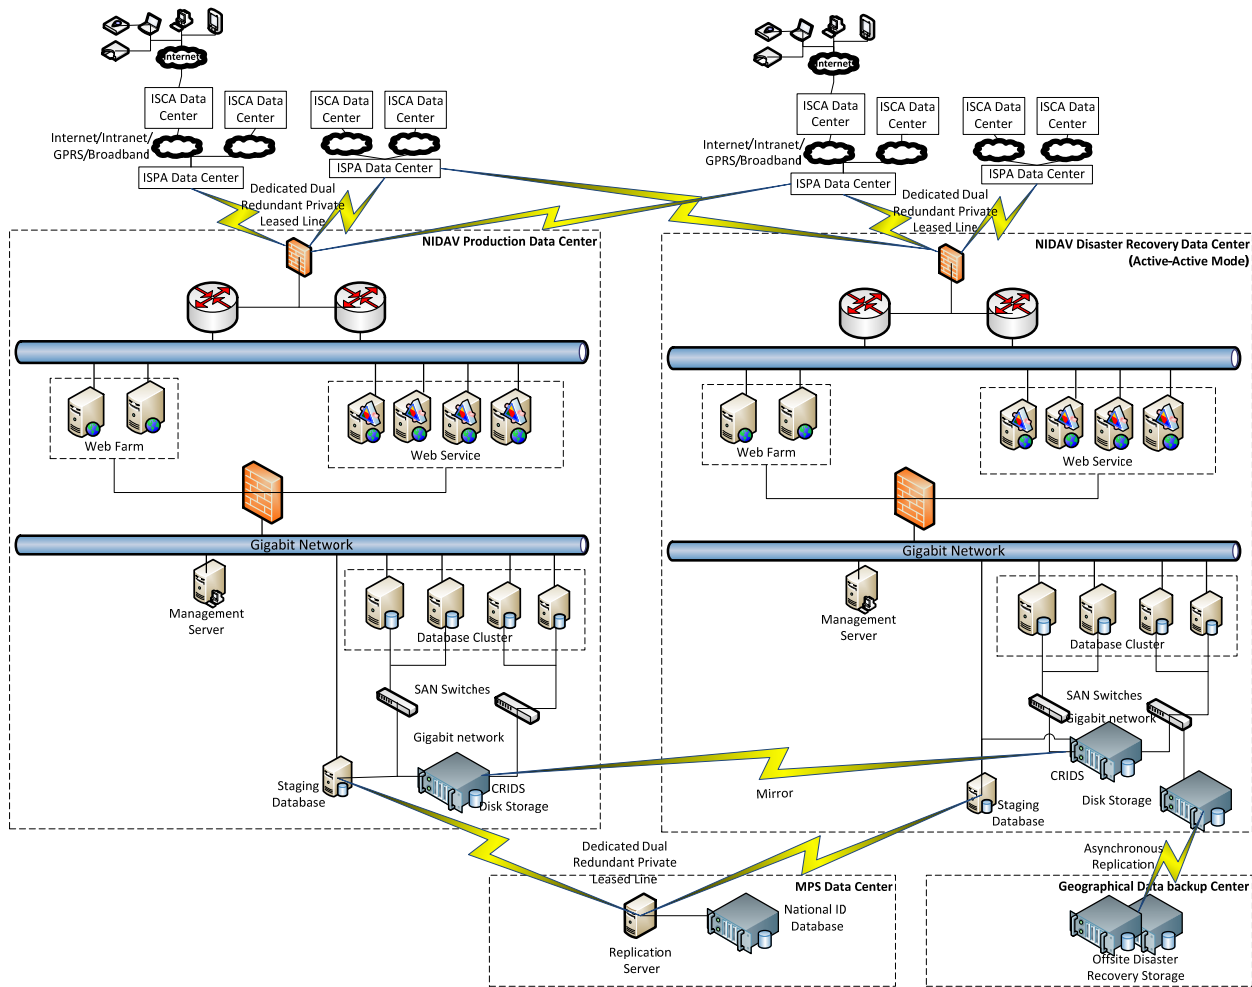 Internet
ISCA Data
Center
ISCA Data
Center
ISCA Data
Center
ISCA Data
Center
Internet/Intranet/
GPRS/Broadband
ISPA Data Center
ISPA Data Center
Dedicated Dual
Redundant Private
Leased Line
Internet
ISCA Data
Center
ISCA Data
Center
ISCA Data
Center
ISCA Data
Center
Internet/Intranet/
GPRS/Broadband
ISPA Data Center
ISPA Data Center
Dedicated Dual
Redundant Private
Leased Line
NIDAV Production Data Center
Web Farm
Web Service
Gigabit Network
Management
Server
Database Cluster
SAN Switches
Gigabit network
Staging
Database
CRIDS
Disk Storage
NIDAV Disaster Recovery Data Center
(Active-Active Mode)
Web Farm
Web Service
Gigabit Network
Management
Server
Database Cluster
SAN Switches
Gigabit network
CRIDS
Disk Storage
Staging
Database
Mirror
Dedicated Dual
Redundant Private
Leased Line
Asynchronous
Replication
MPS Data Center
National ID
Database
Replication
Server
Geographical Data backup Center
Offsite Disaster
Recovery Storage